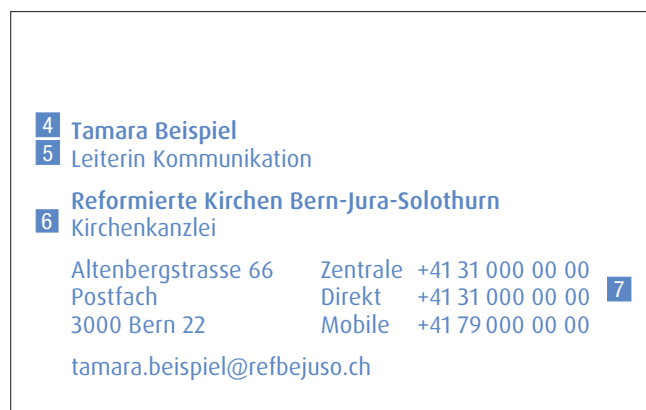 4 Tamara Beispiel
5 Leiterin Kommunikation
Reformierte Kirchen Bern-Jura-Solothurn
6 Kirchenkanzlei
Altenbergstrasse 66 Zentrale +41 31 000 00 00
Postfach Direkt +41 31 000 00 00 7
3000 Bern 22 Mobile +41 79 000 00 00
tamara.beispiel@refbejuso.ch